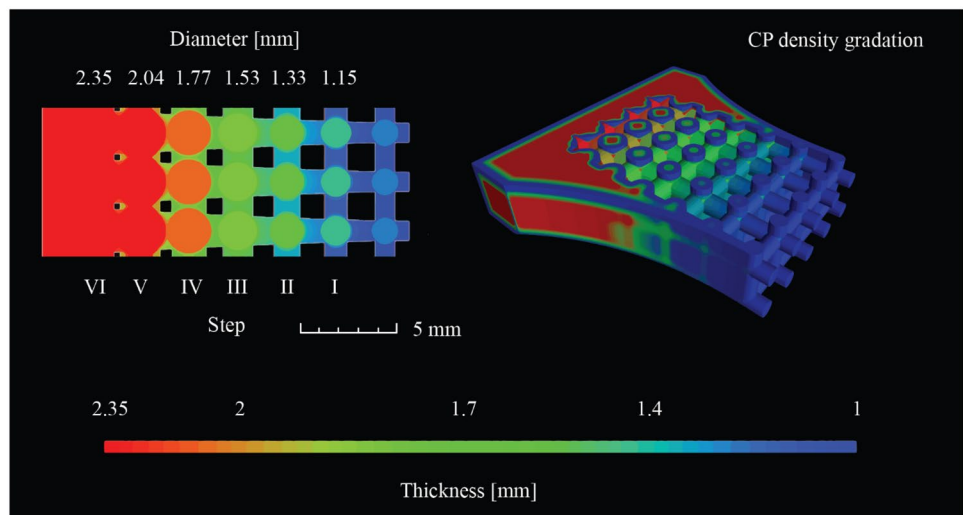 Diameter [mm]
CP density gradation
2.35 2.04 1.77 1.53 1.33 1.15
VI V IV III II I
Step
5 mm
2.35 2 1.7 1.4 1
Thickness [mm]